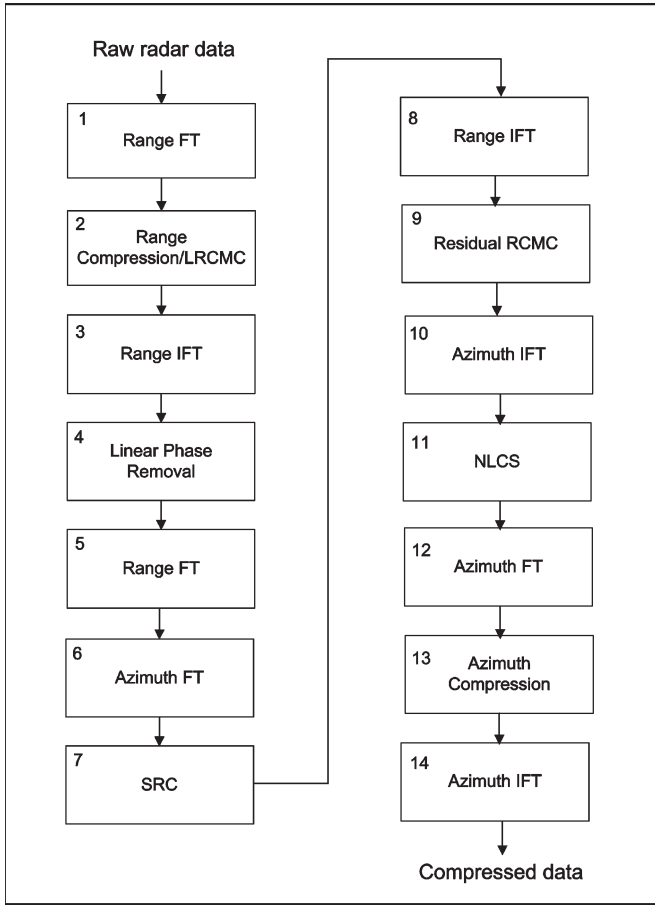 Raw radar data
1
Range FT
2
Range
Compression/LRCMC
3
Range IFT
4
Linear Phase
Removal
5
Range FT
6
Azimuth FT
7
SRC
8
Range IFT
9
Residual RCMC
10
Azimuth IFT
11
NLCS
12
Azimuth FT
13
Azimuth
Compression
14
Azimuth IFT
Compressed data